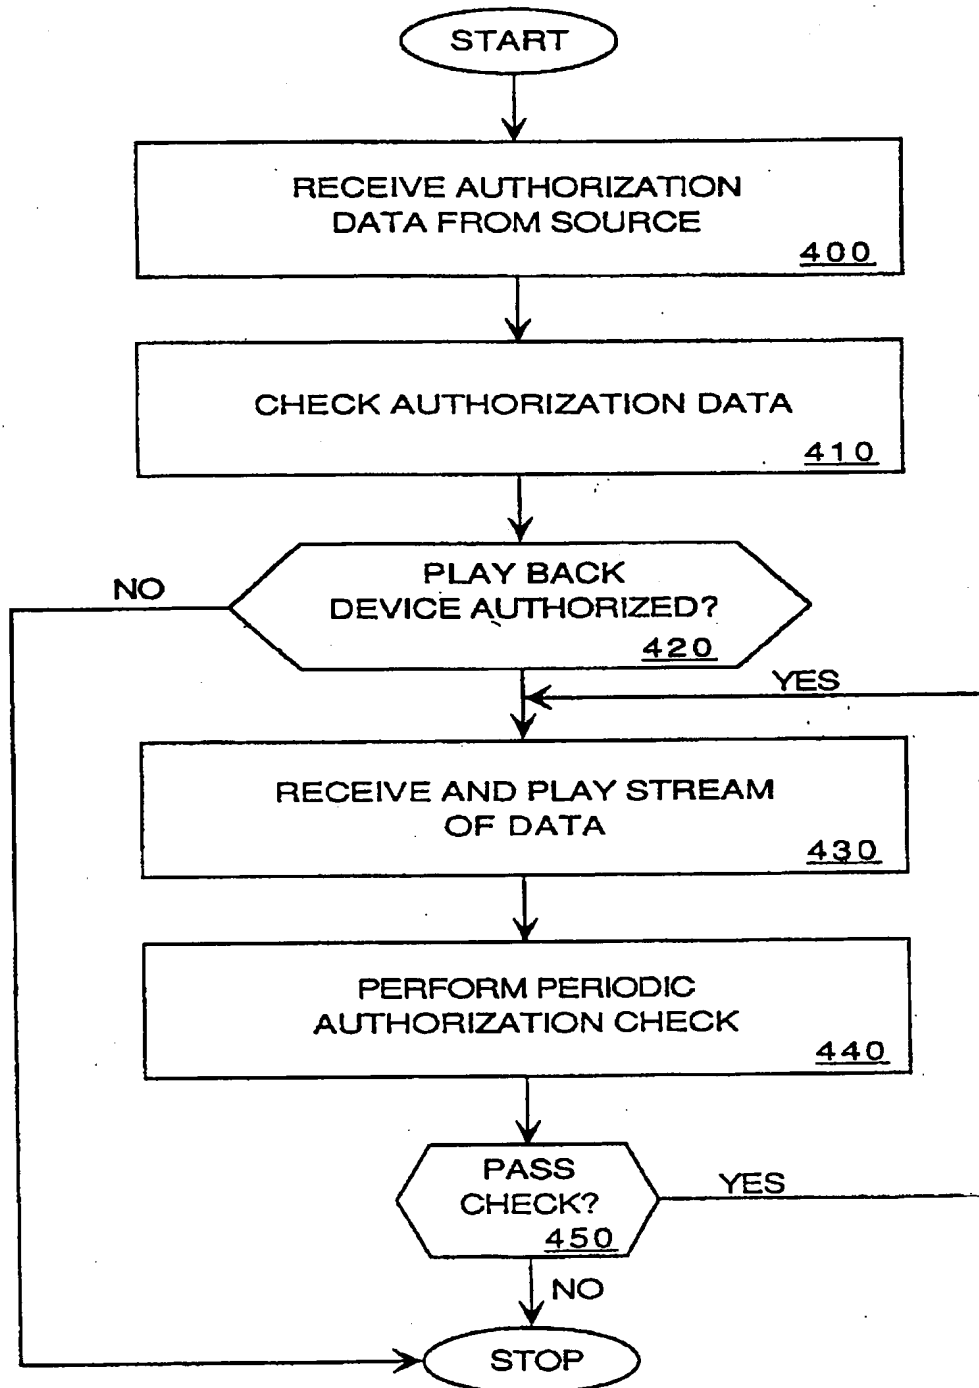 START
RECEIVE AUTHORIZATION
DATA FROM SOURCE
400
CHECK AUTHORIZATION DATA
410
PLAY BACK
DEVICE AUTHORIZED?
420
NO
YES
RECEIVE AND PLAY STREAM
OF DATA
430
PERFORM PERIODIC
AUTHORIZATION CHECK
440
PASS
CHECK?
450
YES
NO
STOP